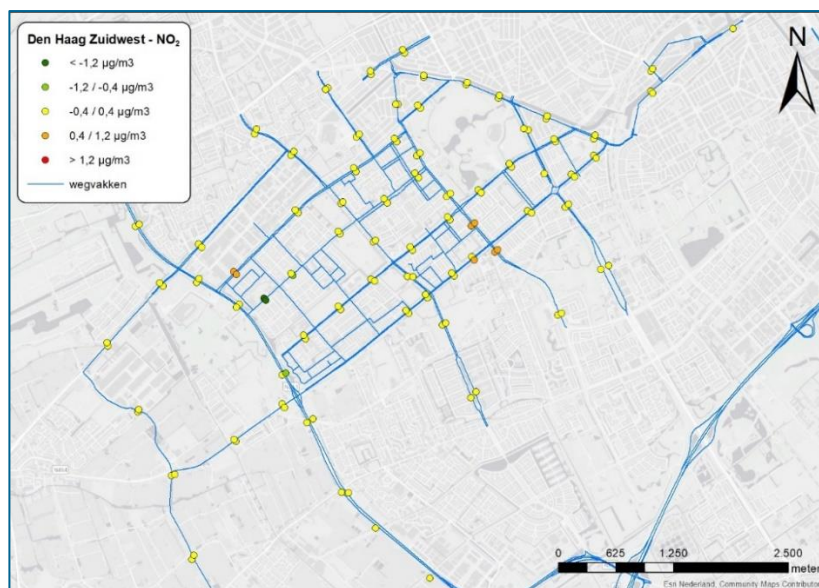 Den Haag Zuidwest - NO₂
< -1,2 µg/m3
-1,2 / -0,4 µg/m3
-0,4 / 0,4 µg/m3
0,4 / 1,2 µg/m3
> 1,2 µg/m3
wegvakken
N
0 625 1.250 2.500
meter
Esri Nederland, Community Maps Contributor